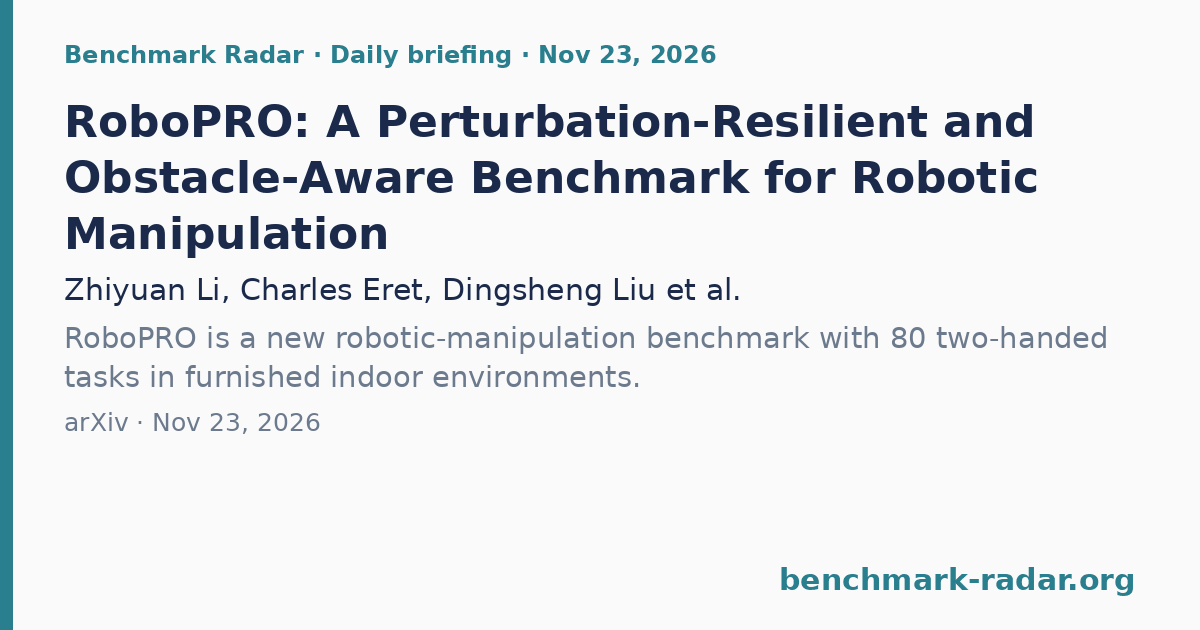 Benchmark Radar · Daily briefing · Nov 23, 2026
RoboPRO: A Perturbation-Resilient and
Obstacle-Aware Benchmark for Robotic
Manipulation
Zhiyuan Li, Charles Eret, Dingsheng Liu et al.
RoboPRO is a new robotic-manipulation benchmark with 80 two-handed
tasks in furnished indoor environments.
arXiv · Nov 23, 2026
benchmark-radar.org